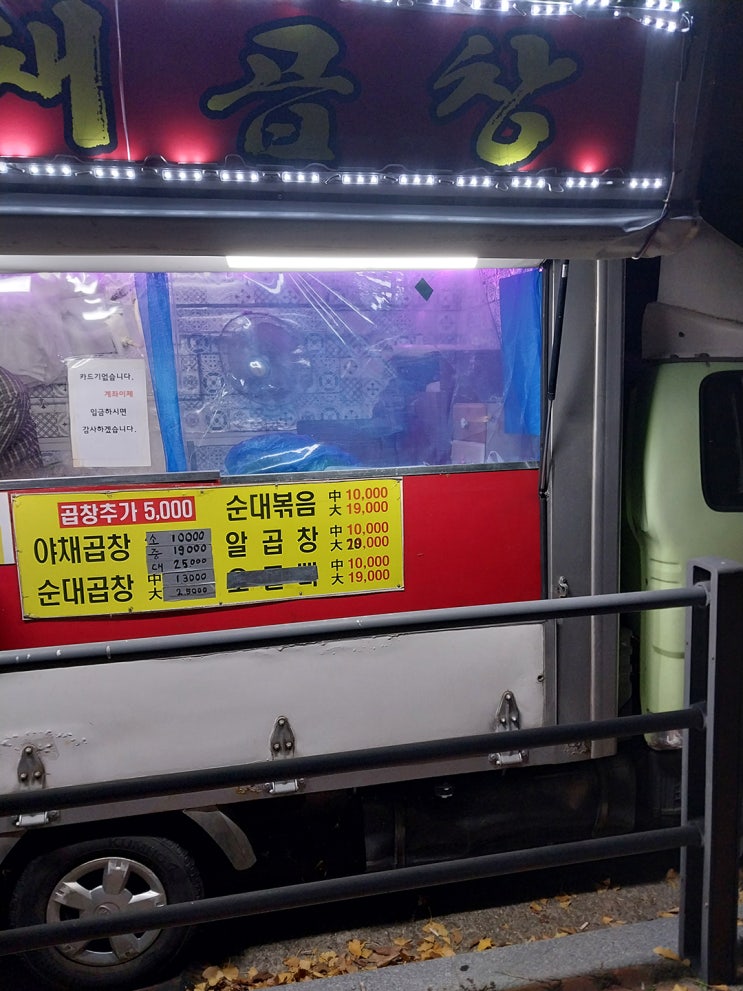 곱창
카드기없습니다.
계좌이체
입금하시면
감사하겠습니다.
곱창추가 5,000
야채곱창 소 10000
중 19000
대 25000
순대곱창 中 13000
大 25000
순대볶음 中 10,000
大 19,000
알곱창 中 10,000
大 20,000
中 10,000
大 19,000